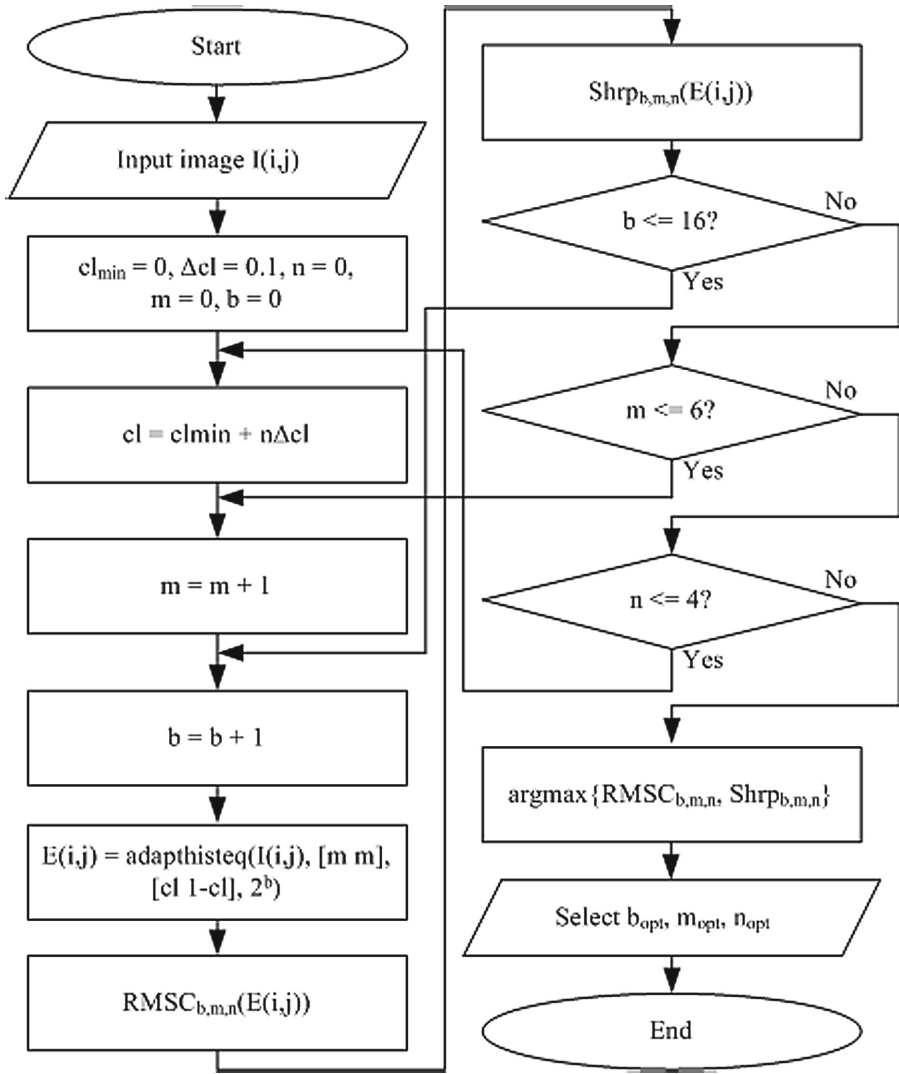 Start
Input image I(i,j)
cl_min = 0, Δcl = 0.1, n = 0,
m = 0, b = 0
cl = clmin + nΔcl
m = m + 1
b = b + 1
E(i,j) = adapthisteq(I(i,j), [m m],
[cl 1-cl], 2^b)
RMSC_b,m,n(E(i,j))
Shrp_b,m,n(E(i,j))
b <= 16?
No
Yes
m <= 6?
No
Yes
n <= 4?
No
Yes
argmax{RMSC_b,m,n, Shrp_b,m,n}
Select b_opt, m_opt, n_opt
End